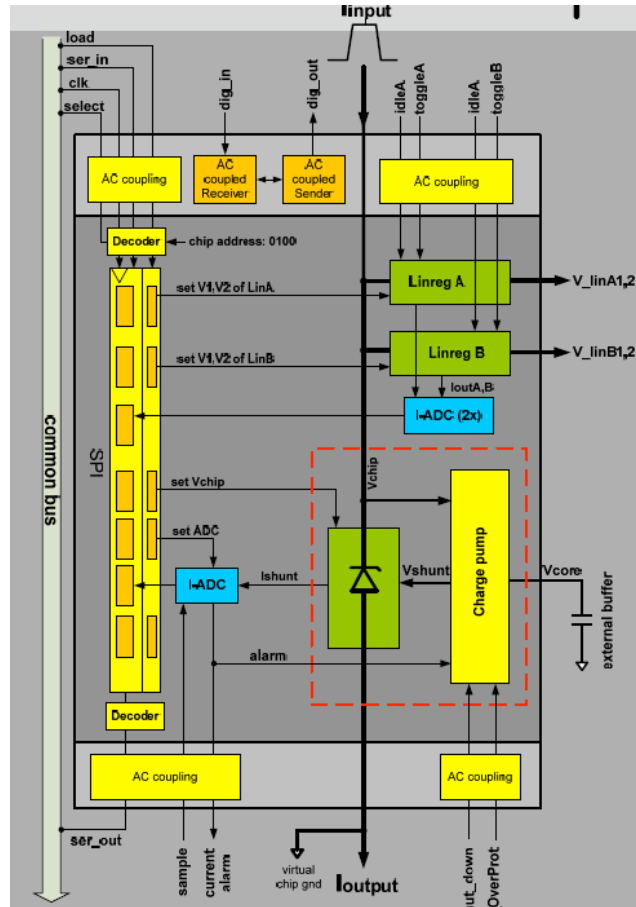 Iinput
load
ser_in
clk
select
dig_in
dig_out
idleA
toggleA
idleA
toggleB
AC coupling
AC
coupled
Receiver
AC
coupled
Sender
AC coupling
Decoder
chip address: 0100
set V1,V2 of LinA
Linreg A
V_linA1,2
set V1,V2 of LinB
Linreg B
V_linB1,2
IoutA,B
I-ADC (2x)
common bus
SPI
Vchip
set Vchip
set ADC
I-ADC
Ishunt
Vshunt
Charge pump
Vcore
external buffer
alarm
Decoder
AC coupling
AC coupling
ser_out
sample
current
alarm
virtual
chip gnd
Ioutput
ut_down
OverProt